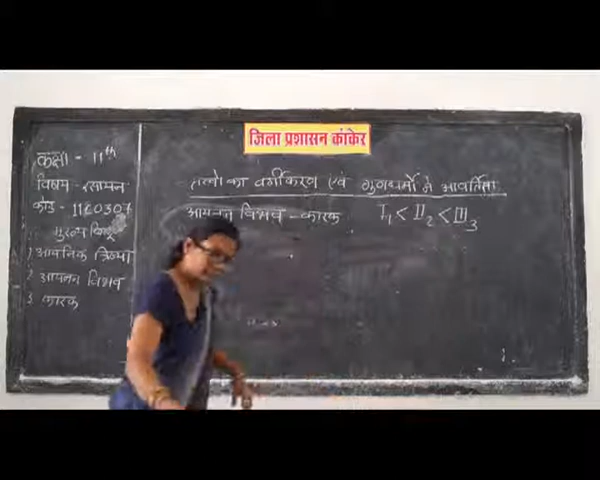 जिला प्रशासन कांकेर
कक्षा - 11th
विषय - रसायन
कोड - 1160307
मुख्य बिन्दु
1 आवनिक त्रिज्या
2 आयनन विभव
3 कारक
तत्वो का वर्गीकरण एवं गुणधर्मो मे आवर्तिता
आयनन विभव - कारक I1 < II2 < III3